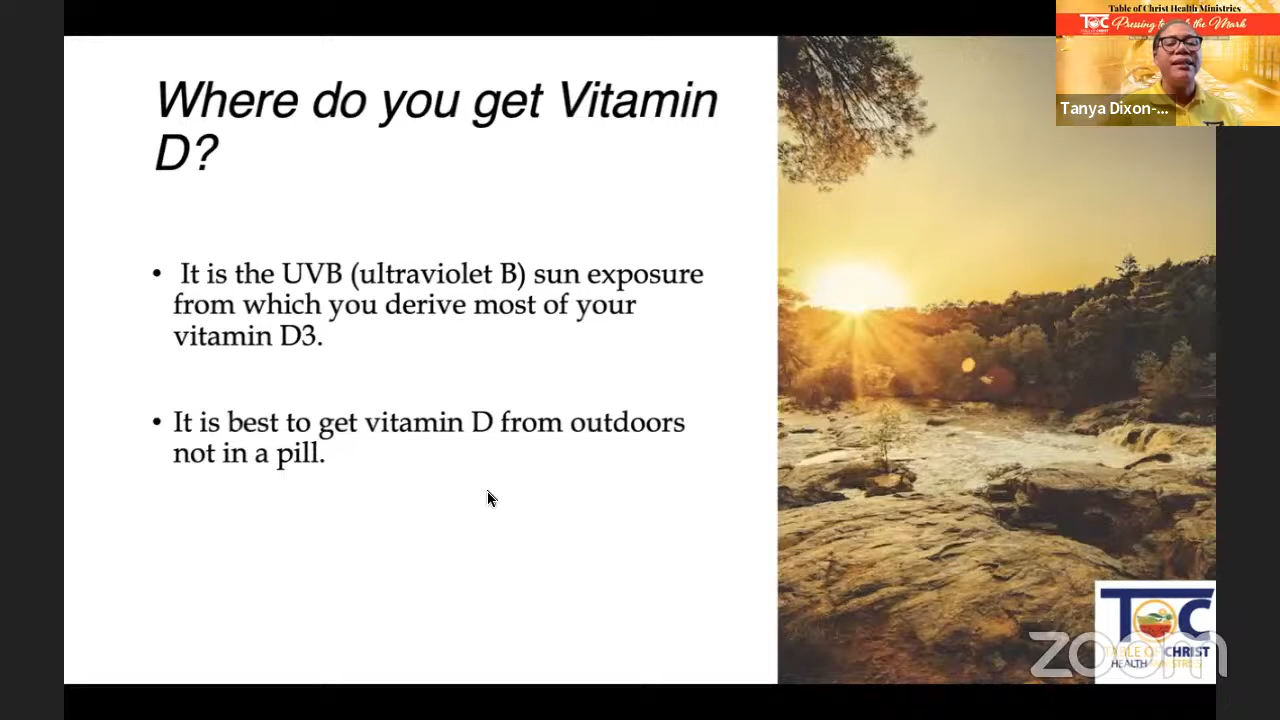 Table of Christ Health Ministries
TOC Pressing the Mark
Tanya Dixon-...
Where do you get Vitamin
D?
• It is the UVB (ultraviolet B) sun exposure
from which you derive most of your
vitamin D3.
• It is best to get vitamin D from outdoors
not in a pill.
TOC
TABLE OF CHRIST
HEALTH MINISTRIES
zoom